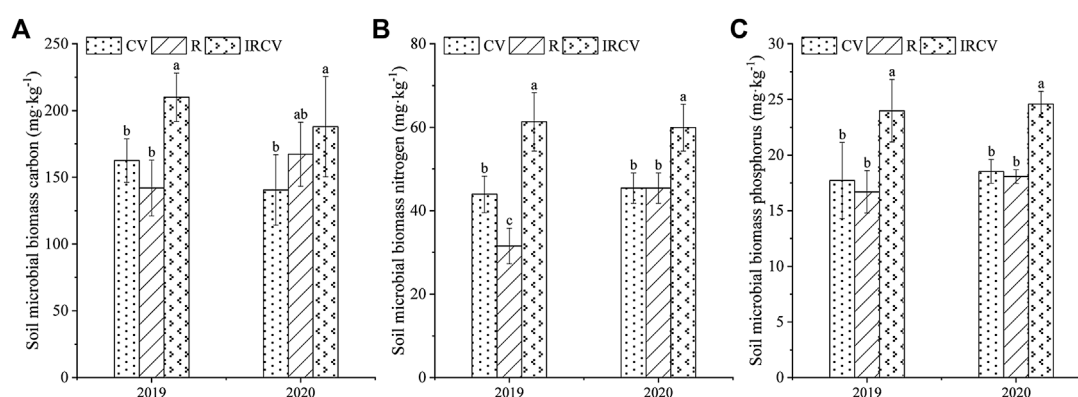 A
CV R IRCV
Soil microbial biomass carbon (mg·kg⁻¹)
250
200
150
100
50
0
b
b
a
b
ab
a
2019 2020
B
CV R IRCV
Soil microbial biomass nitrogen (mg·kg⁻¹)
80
60
40
20
0
b
c
a
b
b
a
2019 2020
C
CV R IRCV
Soil microbial biomass phosphorus (mg·kg⁻¹)
30
25
20
15
10
5
0
b
b
a
b
b
a
2019 2020